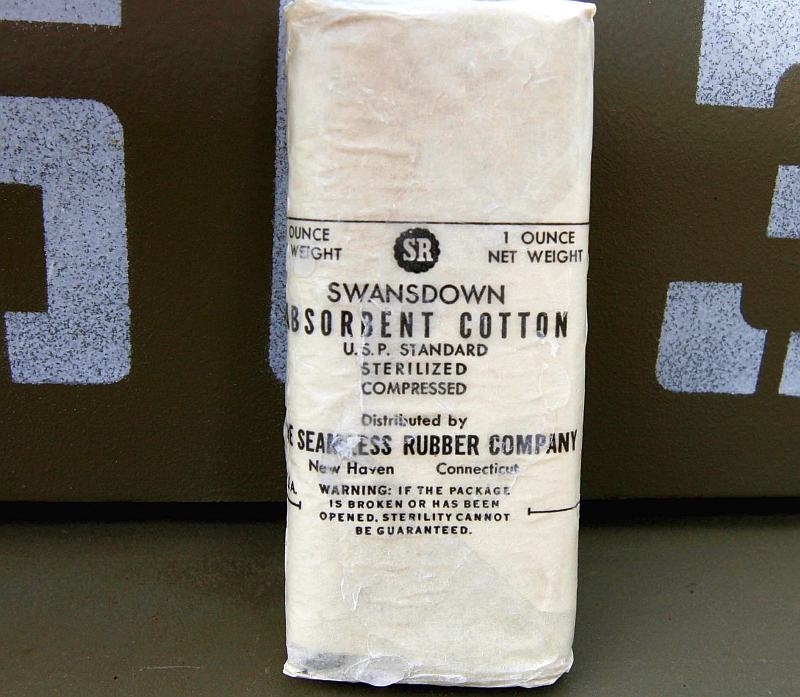 OUNCE SR 1 OUNCE
WEIGHT NET WEIGHT
SWANSDOWN
ABSORBENT COTTON
U.S.P. STANDARD
STERILIZED
COMPRESSED
Distributed by
E SEAMLESS RUBBER COMPANY
New Haven Connecticut
.A. WARNING: IF THE PACKAGE
IS BROKEN OR HAS BEEN
OPENED, STERILITY CANNOT
BE GUARANTEED.